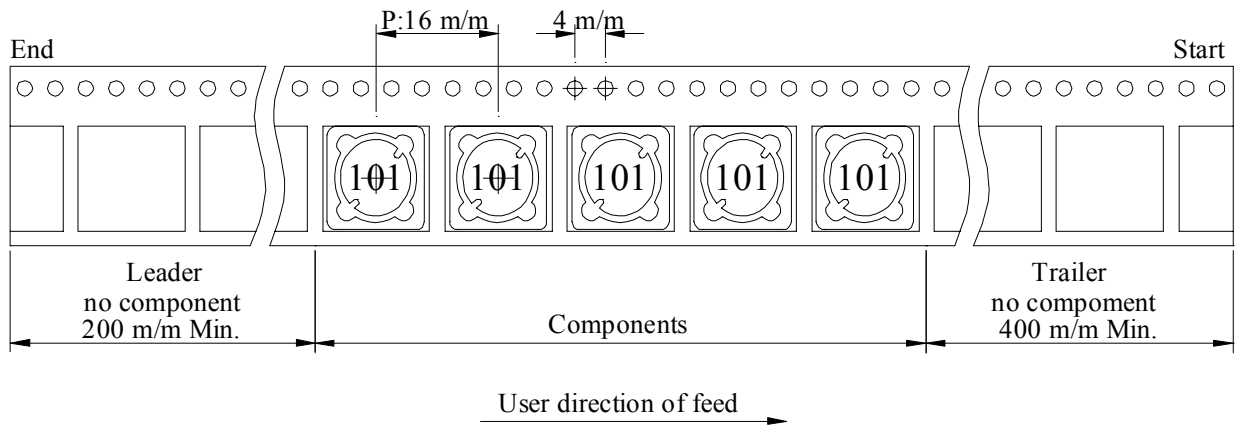 P:16 m/m
4 m/m
End
Start
101
101
101
101
101
Leader
no component
200 m/m Min.
Components
Trailer
no compoment
400 m/m Min.
User direction of feed